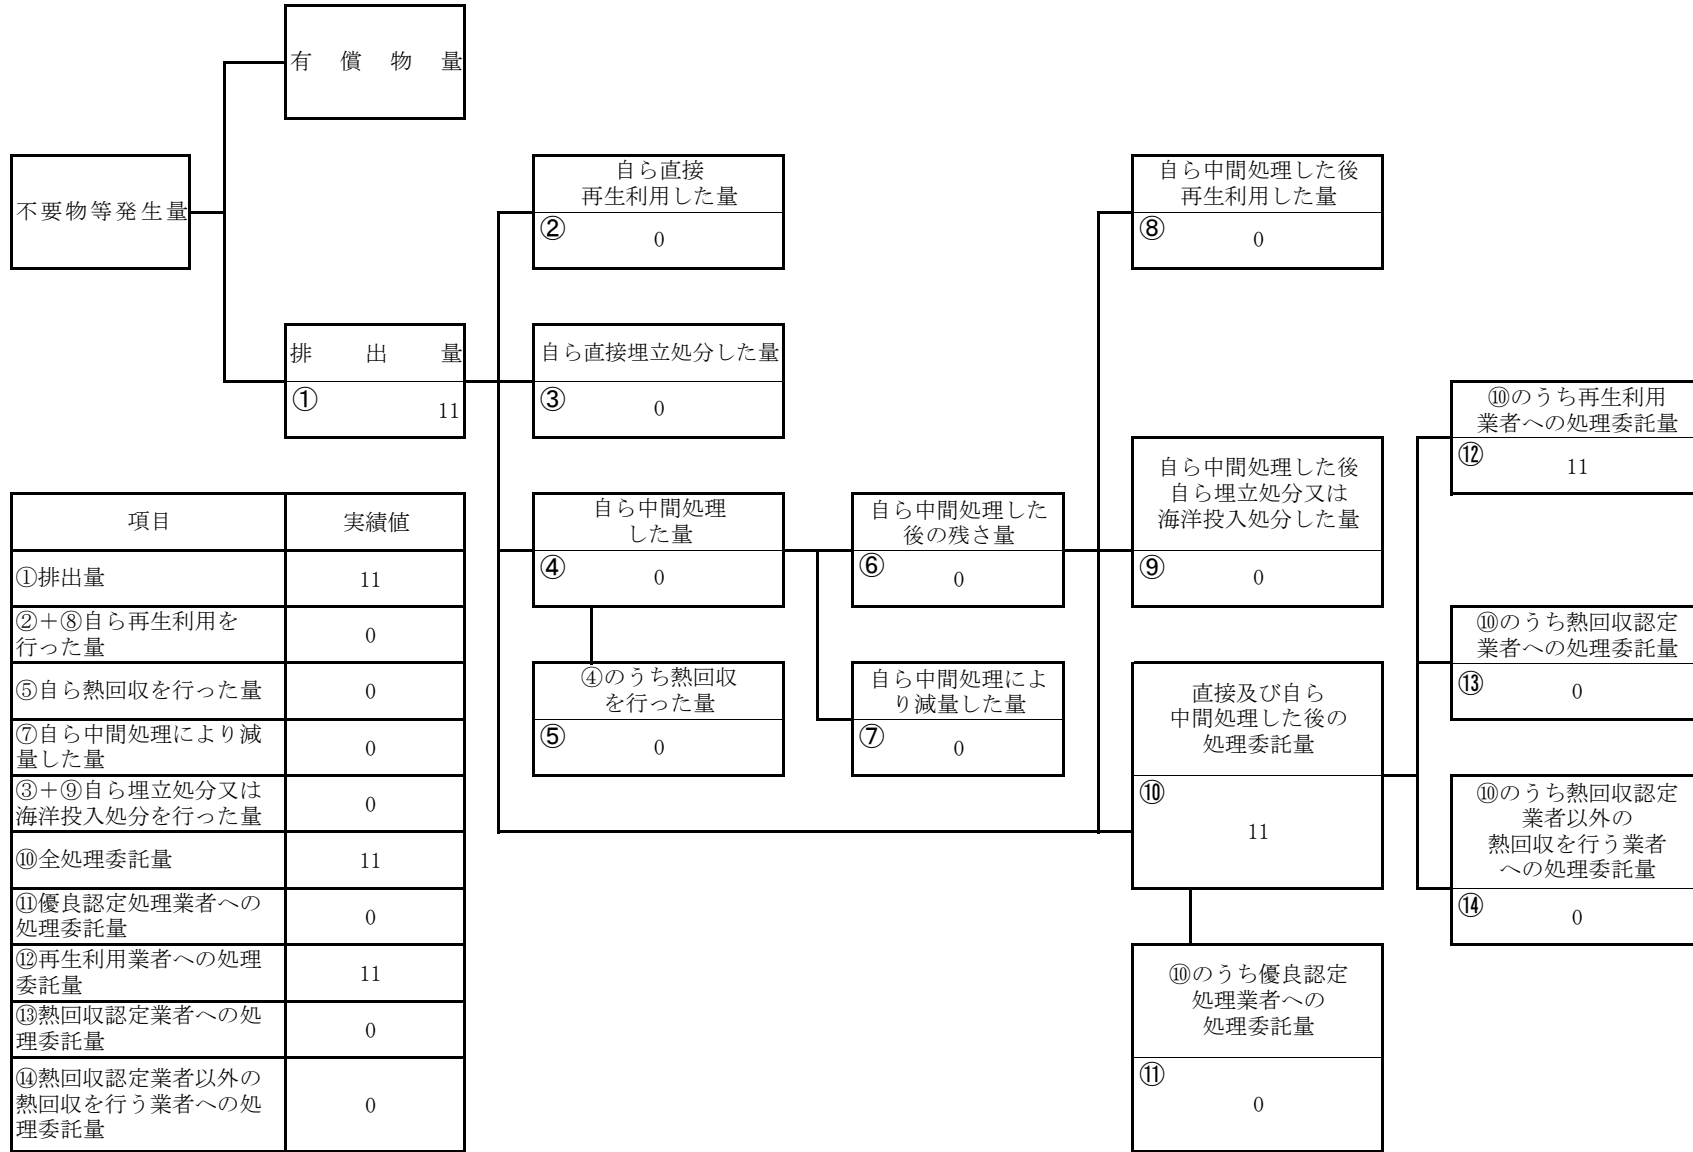 有償物量
不要物等発生量
排出量
①
11
自ら直接
再生利用した量
②
0
自ら直接埋立処分した量
③
0
自ら中間処理
した量
④
0
④のうち熱回収
を行った量
⑤
0
自ら中間処理した
後の残さ量
⑥
0
自ら中間処理によ
り減量した量
⑦
0
自ら中間処理した後
再生利用した量
⑧
0
自ら中間処理した後
自ら埋立処分又は
海洋投入処分した量
⑨
0
直接及び自ら
中間処理した後の
処理委託量
⑩
11
⑩のうち優良認定
処理業者への
処理委託量
⑪
0
⑩のうち再生利用
業者への処理委託量
⑫
11
⑩のうち熱回収認定
業者への処理委託量
⑬
0
⑩のうち熱回収認定
業者以外の
熱回収を行う業者
への処理委託量
⑭
0
項目 実績値
①排出量 11
②+⑧自ら再生利用を
行った量 0
⑤自ら熱回収を行った量 0
⑦自ら中間処理により減
量した量 0
③+⑨自ら埋立処分又は
海洋投入処分を行った量 0
⑩全処理委託量 11
⑪優良認定処理業者への
処理委託量 0
⑫再生利用業者への処理
委託量 11
⑬熱回収認定業者への処
理委託量 0
⑭熱回収認定業者以外の
熱回収を行う業者への処
理委託量 0